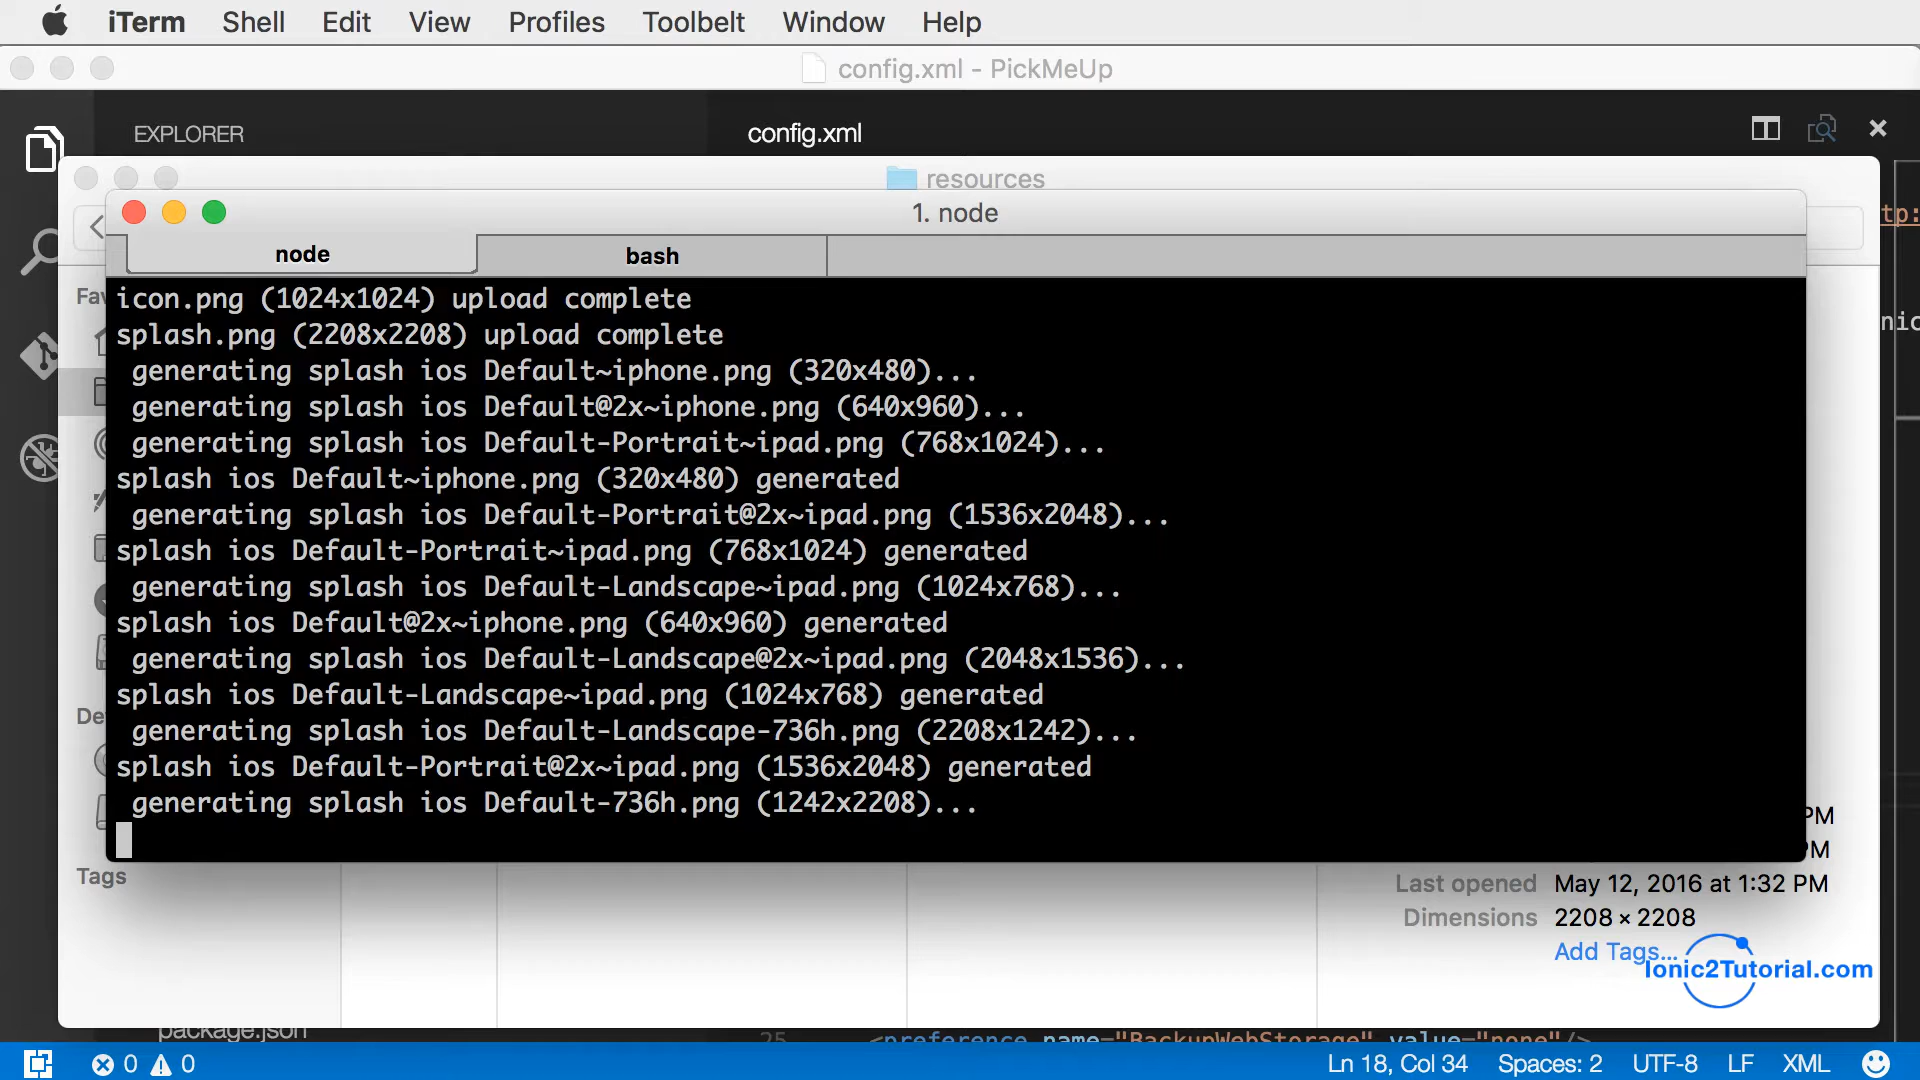 iTerm Shell Edit View Profiles Toolbelt Window Help
config.xml - PickMeUp
EXPLORER
config.xml
resources
1. node
node bash
icon.png (1024x1024) upload complete
splash.png (2208x2208) upload complete
generating splash ios Default~iphone.png (320x480)...
generating splash ios Default@2x~iphone.png (640x960)...
generating splash ios Default-Portrait~ipad.png (768x1024)...
splash ios Default~iphone.png (320x480) generated
generating splash ios Default-Portrait@2x~ipad.png (1536x2048)...
splash ios Default-Portrait~ipad.png (768x1024) generated
generating splash ios Default-Landscape~ipad.png (1024x768)...
splash ios Default@2x~iphone.png (640x960) generated
generating splash ios Default-Landscape@2x~ipad.png (2048x1536)...
splash ios Default-Landscape~ipad.png (1024x768) generated
generating splash ios Default-Landscape-736h.png (2208x1242)...
splash ios Default-Portrait@2x~ipad.png (1536x2048) generated
generating splash ios Default-736h.png (1242x2208)...
PM
PM
Tags
Last opened May 12, 2016 at 1:32 PM
Dimensions 2208 × 2208
Add Tags...
Ionic2Tutorial.com
package.json
25 <preference name="BackupWebStorage" value="none"/>
0 0 Ln 18, Col 34 Spaces: 2 UTF-8 LF XML